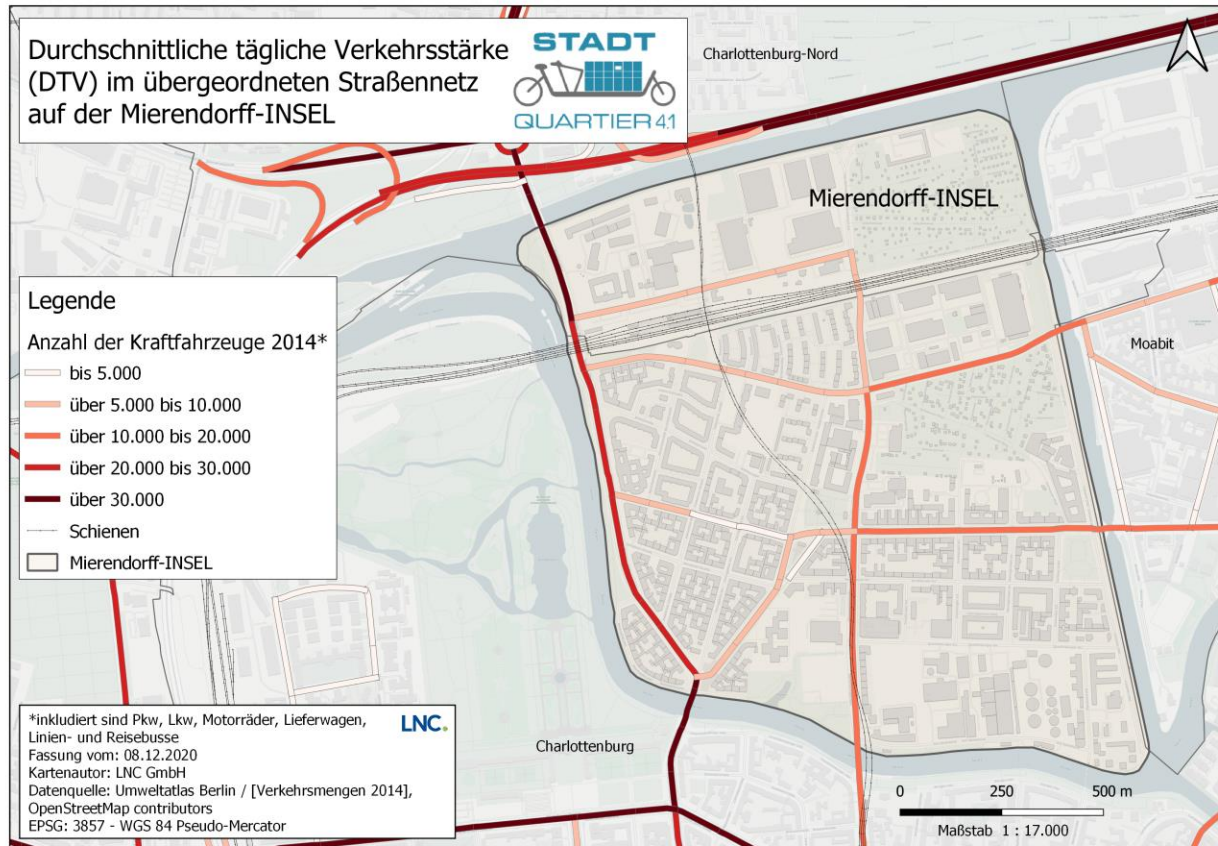 Durchschnittliche tägliche Verkehrsstärke
(DTV) im übergeordneten Straßennetz
auf der Mierendorff-INSEL
STADT
QUARTIER 4.1
Charlottenburg-Nord
Mierendorff-INSEL
Moabit
Charlottenburg
Legende
Anzahl der Kraftfahrzeuge 2014*
bis 5.000
über 5.000 bis 10.000
über 10.000 bis 20.000
über 20.000 bis 30.000
über 30.000
Schienen
Mierendorff-INSEL
*inkludiert sind Pkw, Lkw, Motorräder, Lieferwagen,
Linien- und Reisebusse
Fassung vom: 08.12.2020
Kartenautor: LNC GmbH
Datenquelle: Umweltatlas Berlin / [Verkehrsmengen 2014],
OpenStreetMap contributors
EPSG: 3857 - WGS 84 Pseudo-Mercator
LNC.
0 250 500 m
Maßstab 1 : 17.000